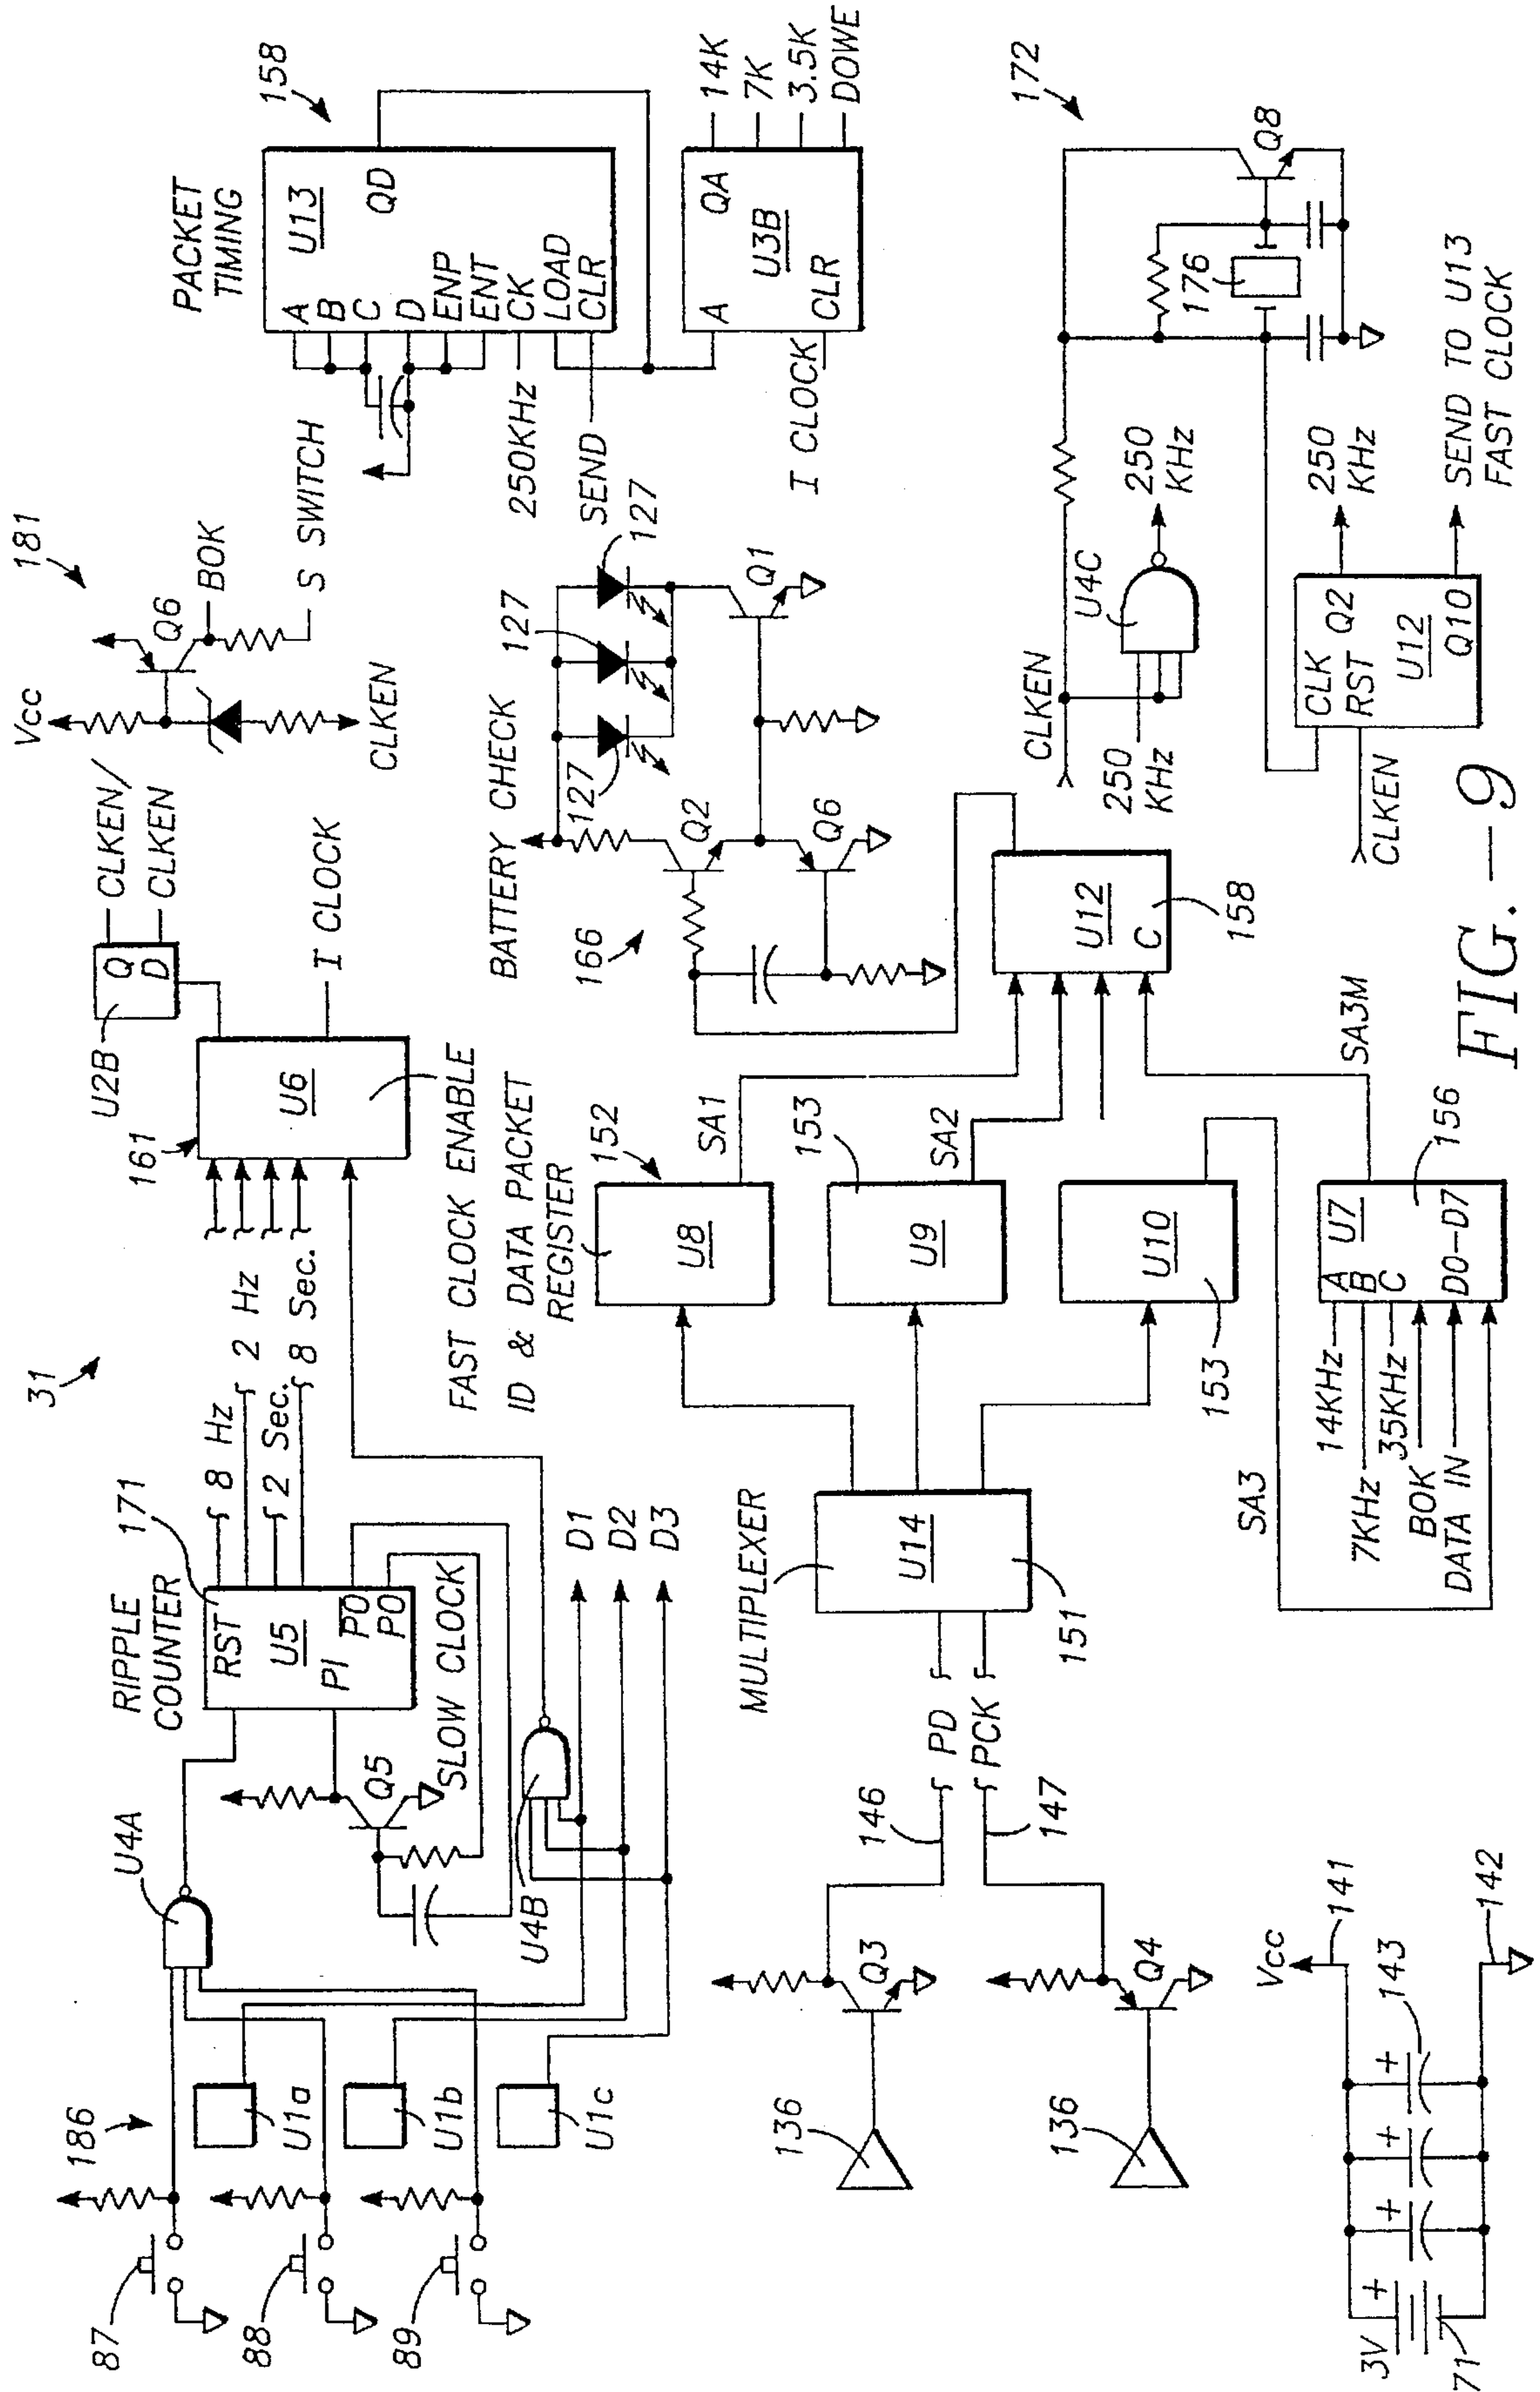 31
186
87
88
89
U4A
U1a
U1b
U1c
RIPPLE
COUNTER
171
RST
U5
PI
PO
PO
Q5
SLOW CLOCK
U4B
8 Hz
2 Hz
2 Sec.
8 Sec.
D1
D2
D3
161
U6
U2B
Q
D
CLKEN/
CLKEN
I CLOCK
FAST CLOCK ENABLE
181
Vcc
Q6
BOK
S SWITCH
CLKEN
PACKET
TIMING
158
A
B
C
D
ENP
ENT
CK
LOAD
CLR
U13
QD
250KHz
SEND
A
CLR
U3B
QA
14K
7K
3.5K
DOWE
I CLOCK
BATTERY CHECK
166
Q2
Q6
127
127
127
Q1
ID & DATA PACKET
REGISTER
152
U8
SA1
153
U9
SA2
U10
153
SA3
MULTIPLEXER
U14
151
PD
PCK
146
147
136
Q3
136
Q4
14KHz
7KHz
35KHz
BOK
DATA IN
A
B
C
D0-D7
U7
156
SA3M
U12
C
158
172
CLKEN
250
KHz
U4C
250
KHz
176
Q8
CLK
RST
Q2
U12
Q10
CLKEN
250
KHz
SEND TO U13
FAST CLOCK
3V
+
+
+
+
71
143
Vcc
141
142
FIG.-9